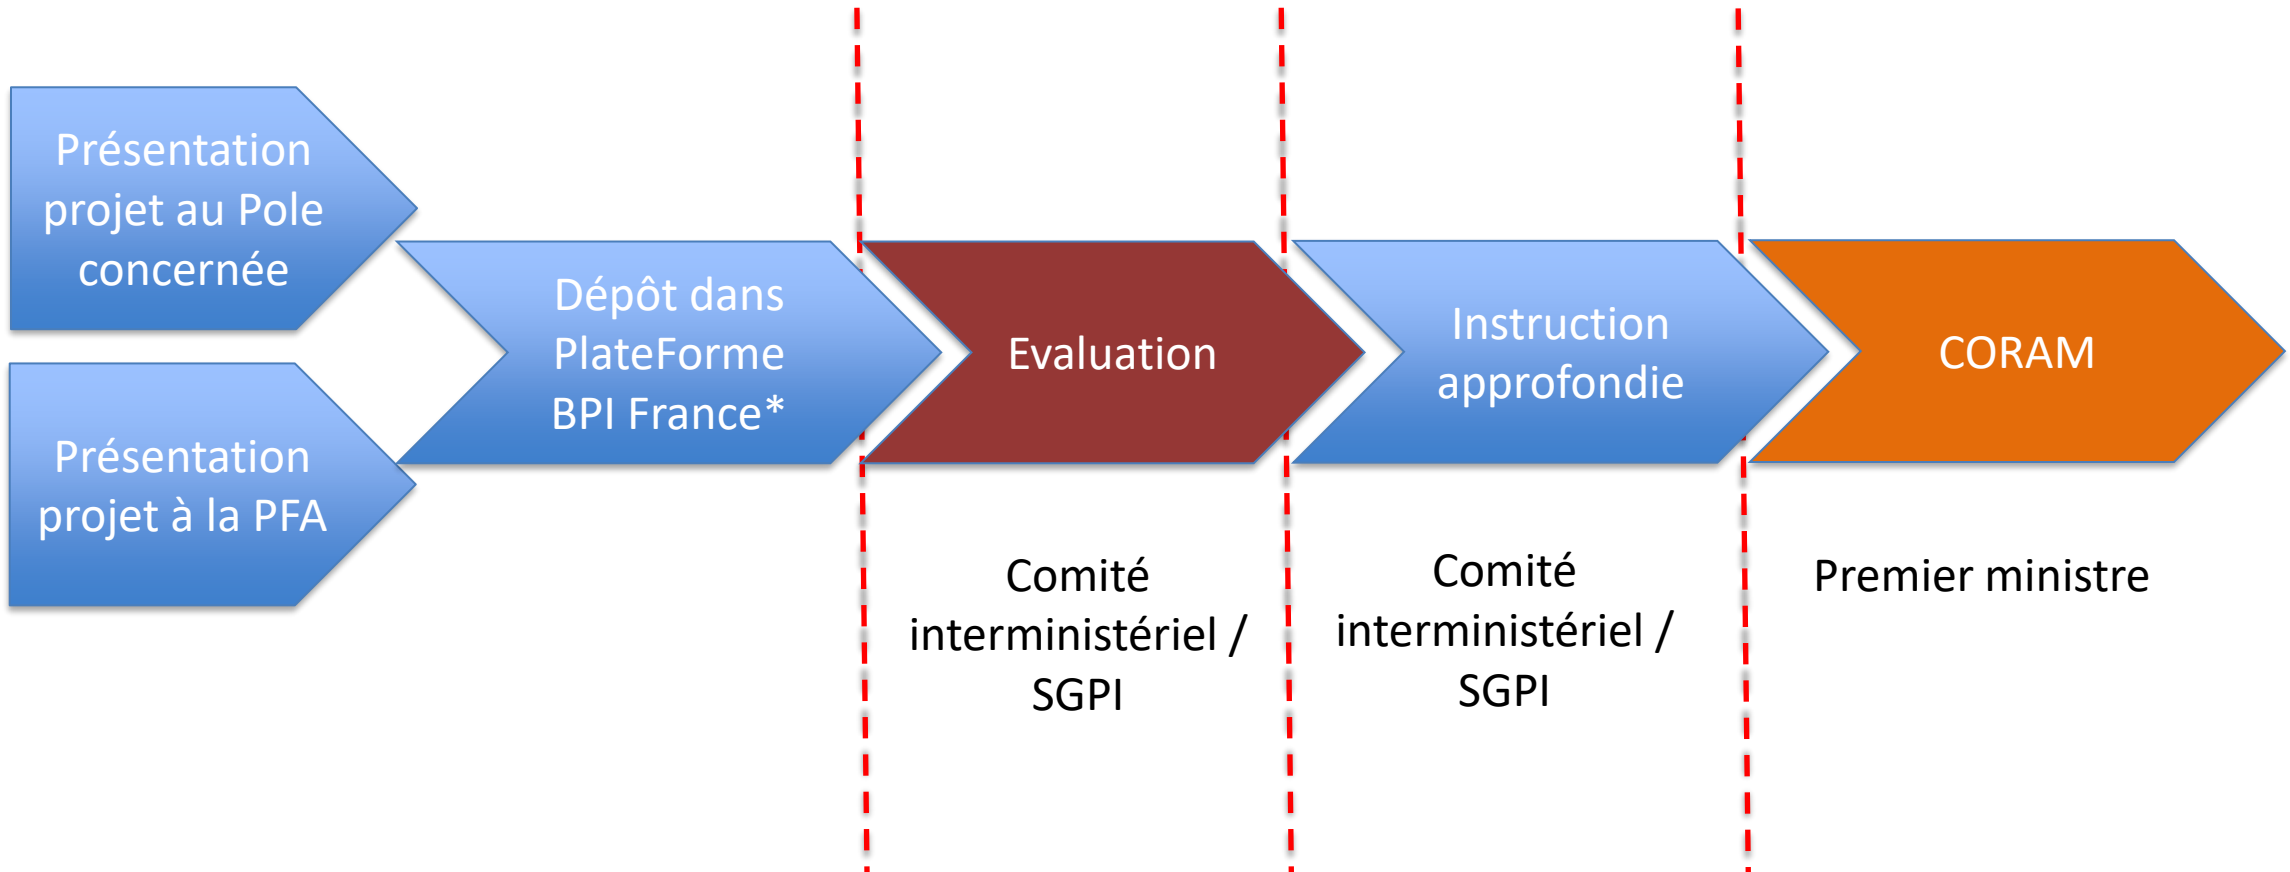 Présentation
projet au Pole
concernée
Présentation
projet à la PFA
Dépôt dans
PlateForme
BPI France*
Evaluation
Instruction
approfondie
CORAM
Comité
interministériel /
SGPI
Comité
interministériel /
SGPI
Premier ministre